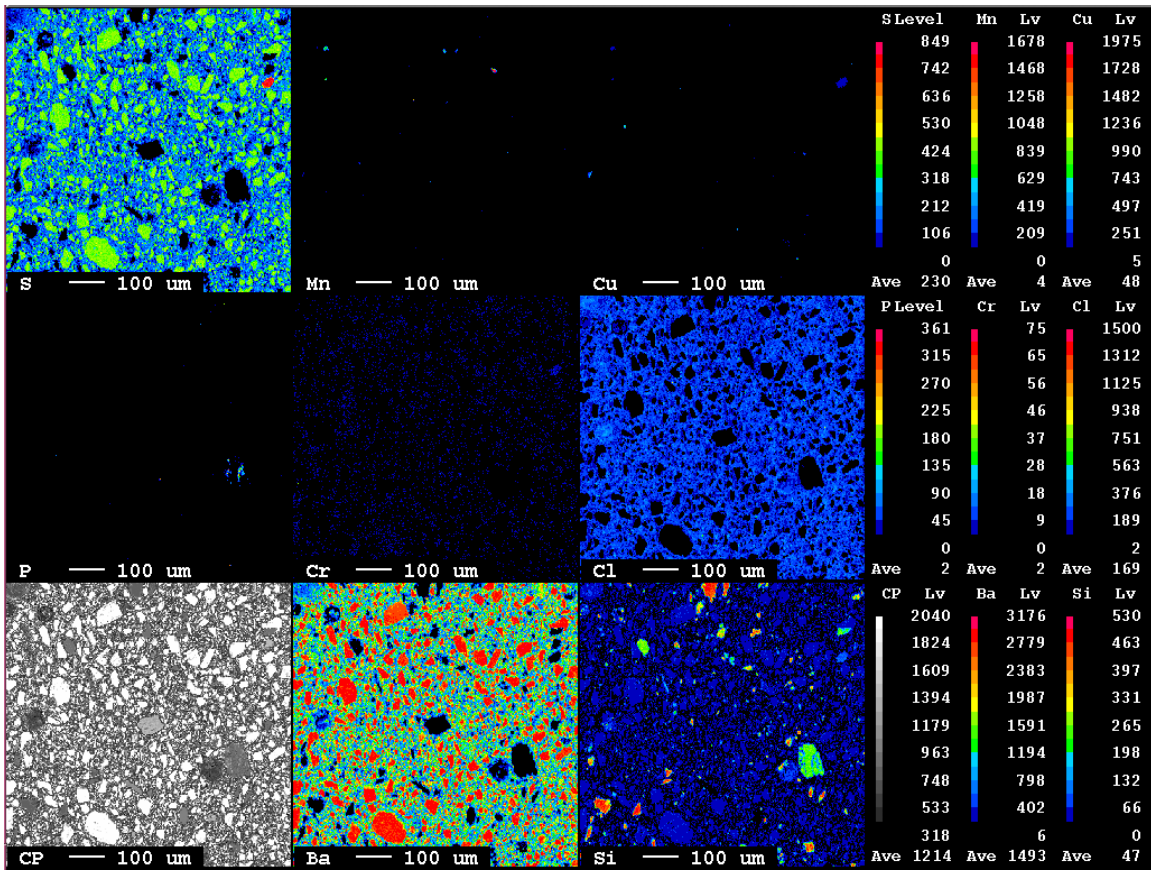 S Level Mn Lv Cu Lv
849 1678 1975
742 1468 1728
636 1258 1482
530 1048 1236
424 839 990
318 629 743
212 419 497
106 209 251
0 0 5
Ave 230 Ave 4 Ave 48
S 100 um Mn 100 um Cu 100 um
P Level Cr Lv Cl Lv
361 75 1500
315 65 1312
270 56 1125
225 46 938
180 37 751
135 28 563
90 18 376
45 9 189
0 0 2
Ave 2 Ave 2 Ave 169
P 100 um Cr 100 um Cl 100 um
CP Lv Ba Lv Si Lv
2040 3176 530
1824 2779 463
1609 2383 397
1394 1987 331
1179 1591 265
963 1194 198
748 798 132
533 402 66
318 6 0
Ave 1214 Ave 1493 Ave 47
CP 100 um Ba 100 um Si 100 um